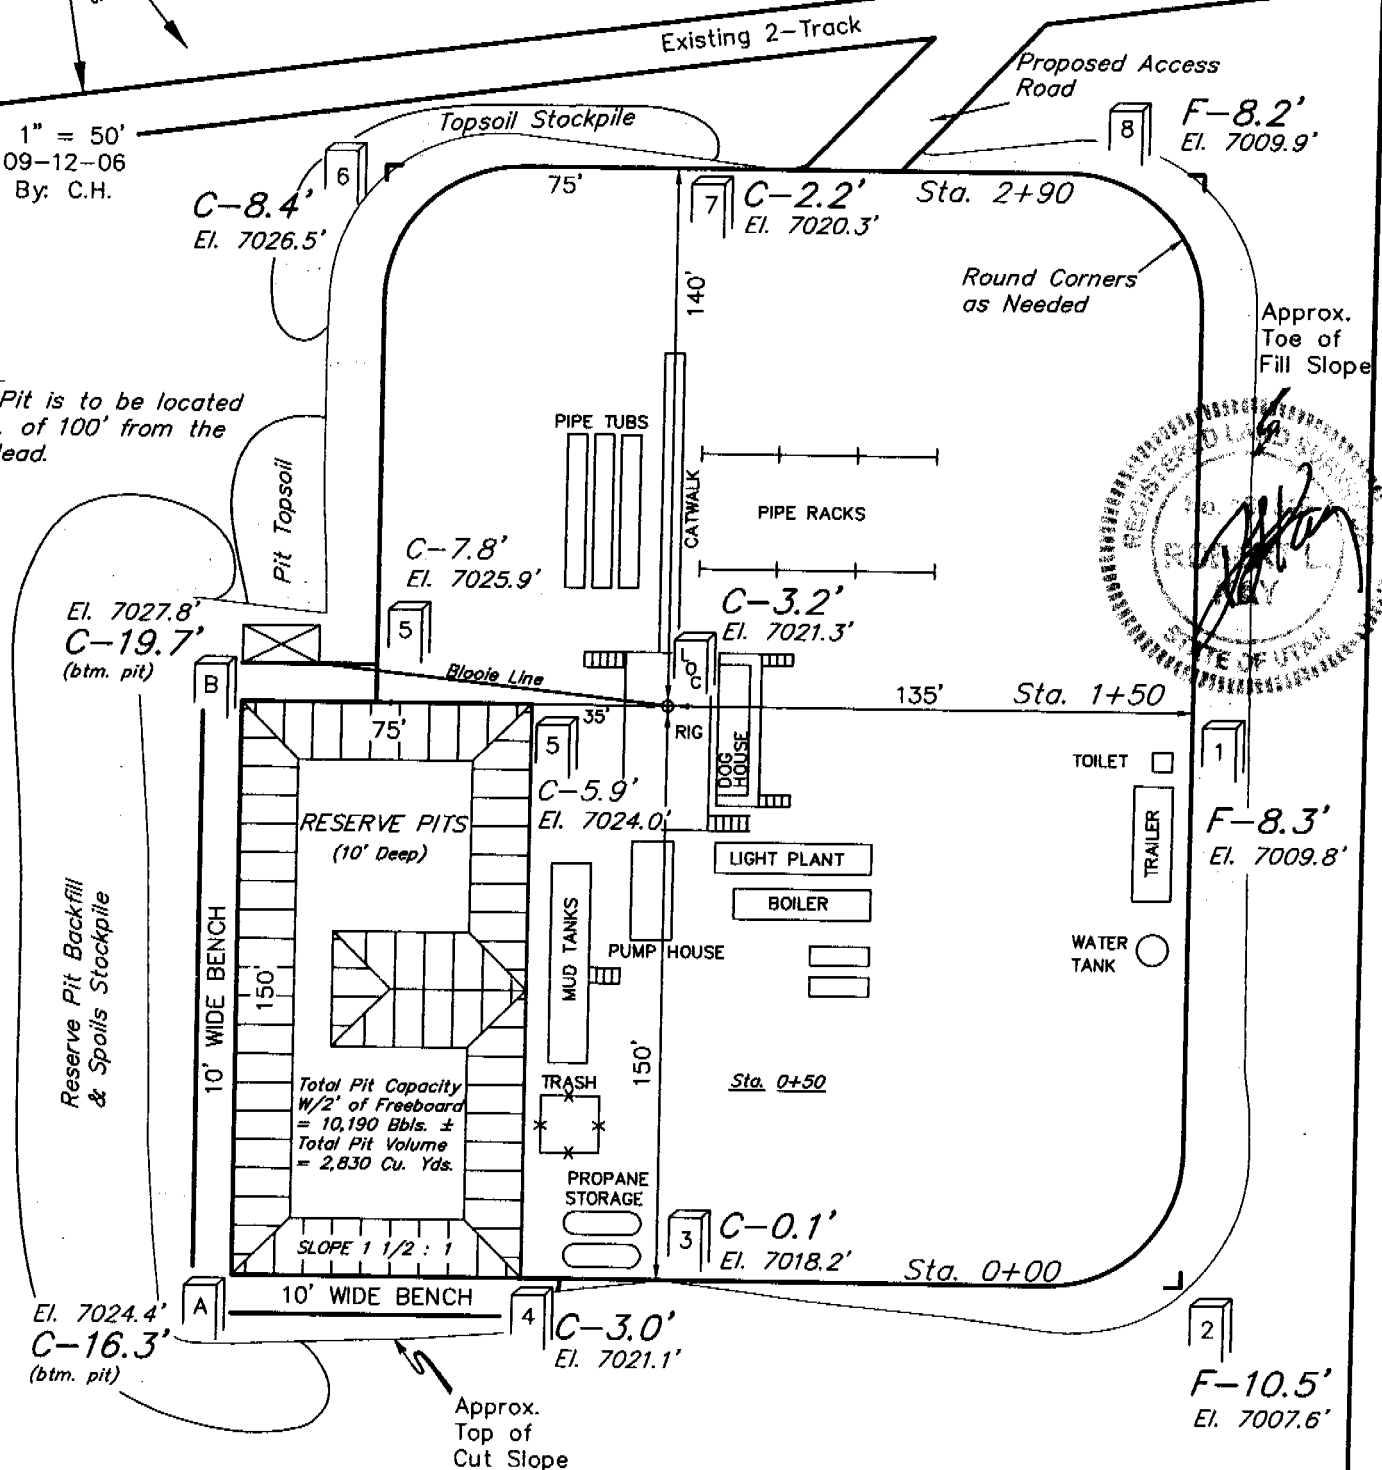 Existing 2-Track
Proposed Access
Road
1" = 50'
09-12-06
By: C.H.
Topsoil Stockpile
6
C-8.4'
El. 7026.5'
75'
7
C-2.2'
El. 7020.3'
Sta. 2+90
8
F-8.2'
El. 7009.9'
140'
Round Corners
as Needed
Approx.
Toe of
Fill Slope
Pit is to be located
of 100' from the
Pit Topsoil
PIPE TUBS
CATWALK
PIPE RACKS
REGISTERED LAND
STATE OF UTAH
C-7.8'
El. 7025.9'
5
El. 7027.8'
C-19.7'
(btm. pit)
B
C-3.2'
El. 7021.3'
Blooie Line
75'
35'
RIG
135'
Sta. 1+50
5
C-5.9'
El. 7024.0'
DOG
HOUSE
TOILET
TRAILER
1
F-8.3'
El. 7009.8'
RESERVE PITS
(10' Deep)
LIGHT PLANT
BOILER
Reserve Pit Backfill
& Spoils Stockpile
10' WIDE BENCH
150'
MUD TANKS
PUMP HOUSE
WATER
TANK
150'
Sta. 0+50
Total Pit Capacity
W/2' of Freeboard
= 10,190 Bbls. ±
Total Pit Volume
= 2,830 Cu. Yds.
TRASH
PROPANE
STORAGE
SLOPE 1 1/2 : 1
3
C-0.1'
El. 7018.2'
Sta. 0+00
A
El. 7024.4'
C-16.3'
(btm. pit)
10' WIDE BENCH
4
C-3.0'
El. 7021.1'
2
F-10.5'
El. 7007.6'
Approx.
Top of
Cut Slope